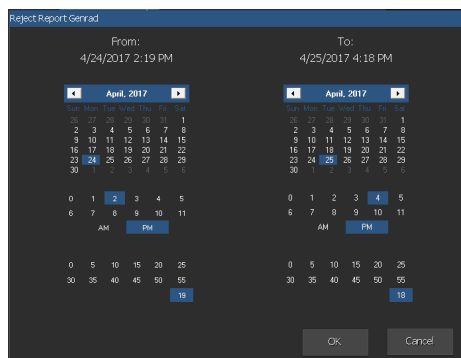 Reject Report Genrad
From:
4/24/2017 2:19 PM
April, 2017
Sun Mon Tue Wed Thu Fri Sat
26 27 28 29 30 31 1
2 3 4 5 6 7 8
9 10 11 12 13 14 15
16 17 18 19 20 21 22
23 24 25 26 27 28 29
30 1 2 3 4 5 6
0 1 2 3 4 5
6 7 8 9 10 11
AM PM
0 5 10 15 20 25
30 35 40 45 50 55
19
To:
4/25/2017 4:18 PM
April, 2017
Sun Mon Tue Wed Thu Fri Sat
26 27 28 29 30 31 1
2 3 4 5 6 7 8
9 10 11 12 13 14 15
16 17 18 19 20 21 22
23 24 25 26 27 28 29
30 1 2 3 4 5 6
0 1 2 3 4 5
6 7 8 9 10 11
AM PM
0 5 10 15 20 25
30 35 40 45 50 55
18
OK Cancel